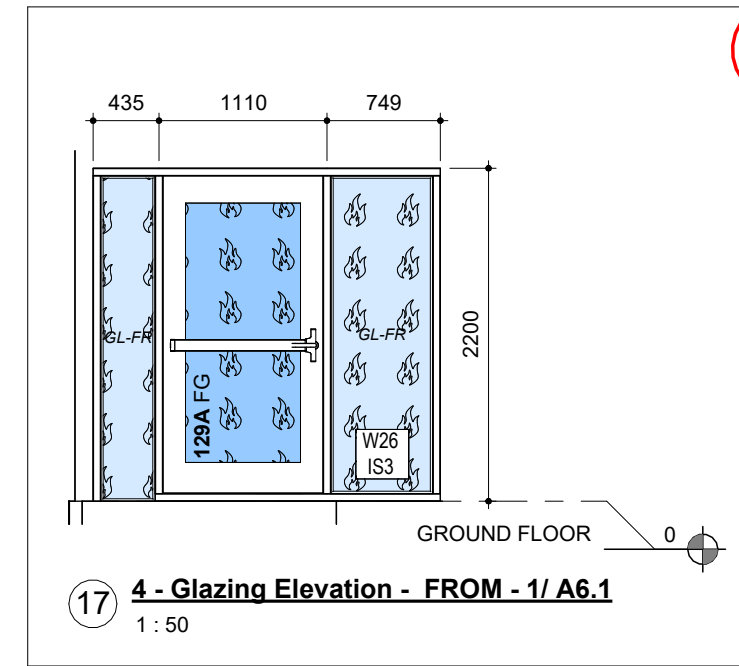 435 1110 749
2200
GL-FR
GL-FR
129A FG
W26
IS3
GROUND FLOOR 0
17 4 - Glazing Elevation - FROM - 1/ A6.1
1 : 50